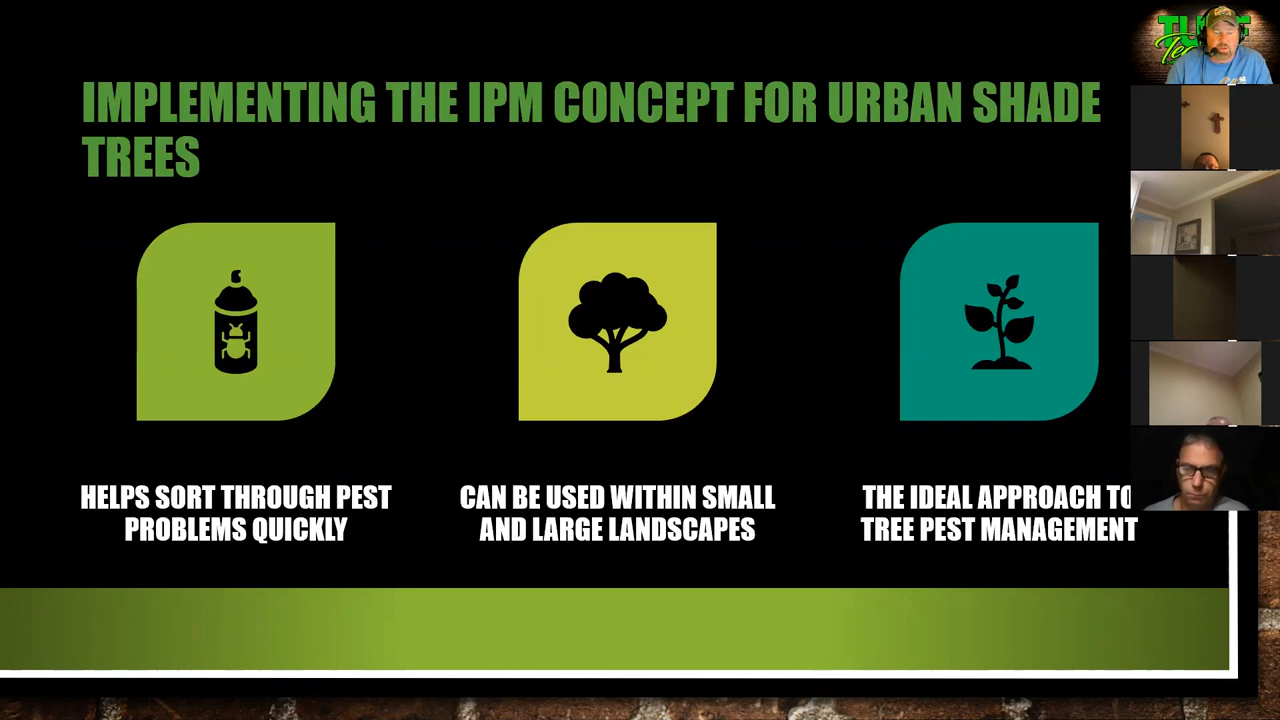 IMPLEMENTING THE IPM CONCEPT FOR URBAN SHADE
TREES
HELPS SORT THROUGH PEST
PROBLEMS QUICKLY
CAN BE USED WITHIN SMALL
AND LARGE LANDSCAPES
THE IDEAL APPROACH TO
TREE PEST MANAGEMENT